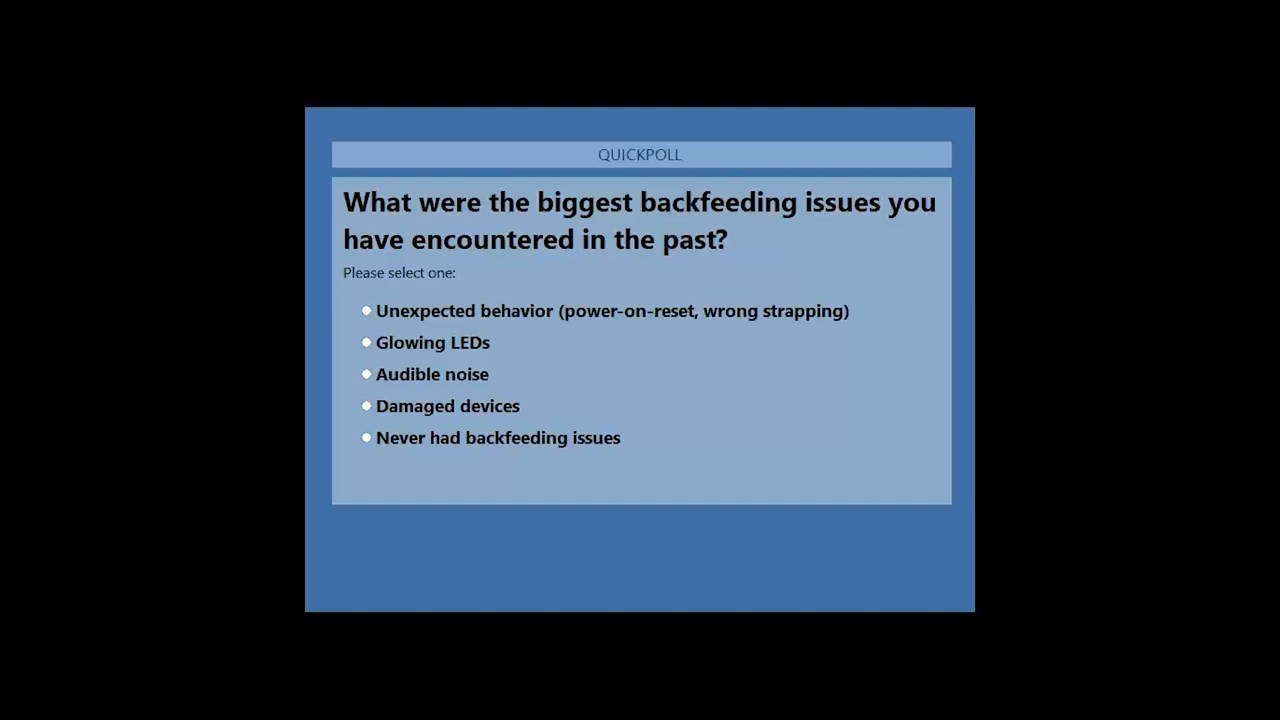 QUICKPOLL
What were the biggest backfeeding issues you
have encountered in the past?
Please select one:
Unexpected behavior (power-on-reset, wrong strapping)
Glowing LEDs
Audible noise
Damaged devices
Never had backfeeding issues